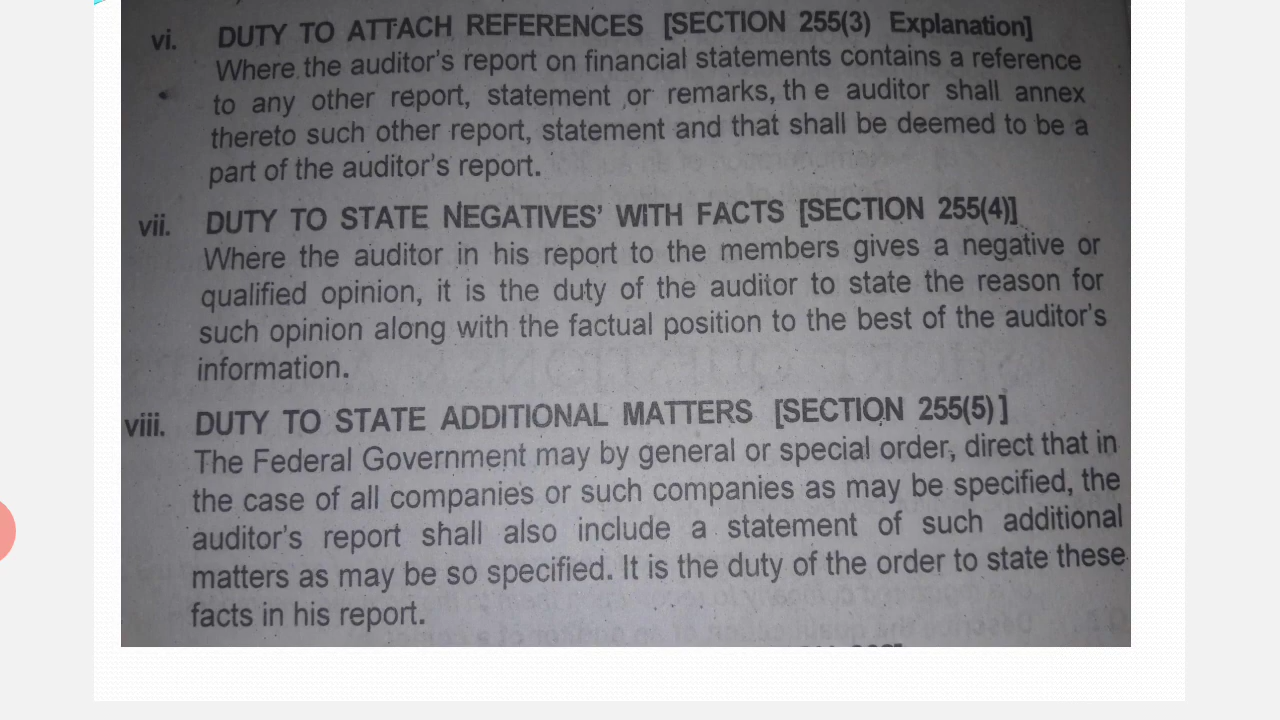 vi. DUTY TO ATTACH REFERENCES [SECTION 255(3) Explanation]
Where the auditor's report on financial statements contains a reference
to any other report, statement or remarks, th e auditor shall annex
thereto such other report, statement and that shall be deemed to be a
part of the auditor's report.
vii. DUTY TO STATE NEGATIVES' WITH FACTS [SECTION 255(4)]
Where the auditor in his report to the members gives a negative or
qualified opinion, it is the duty of the auditor to state the reason for
such opinion along with the factual position to the best of the auditor's
information.
viii. DUTY TO STATE ADDITIONAL MATTERS [SECTION 255(5)]
The Federal Government may by general or special order, direct that in
the case of all companies or such companies as may be specified, the
auditor's report shall also include a statement of such additional
matters as may be so specified. It is the duty of the order to state these
facts in his report.